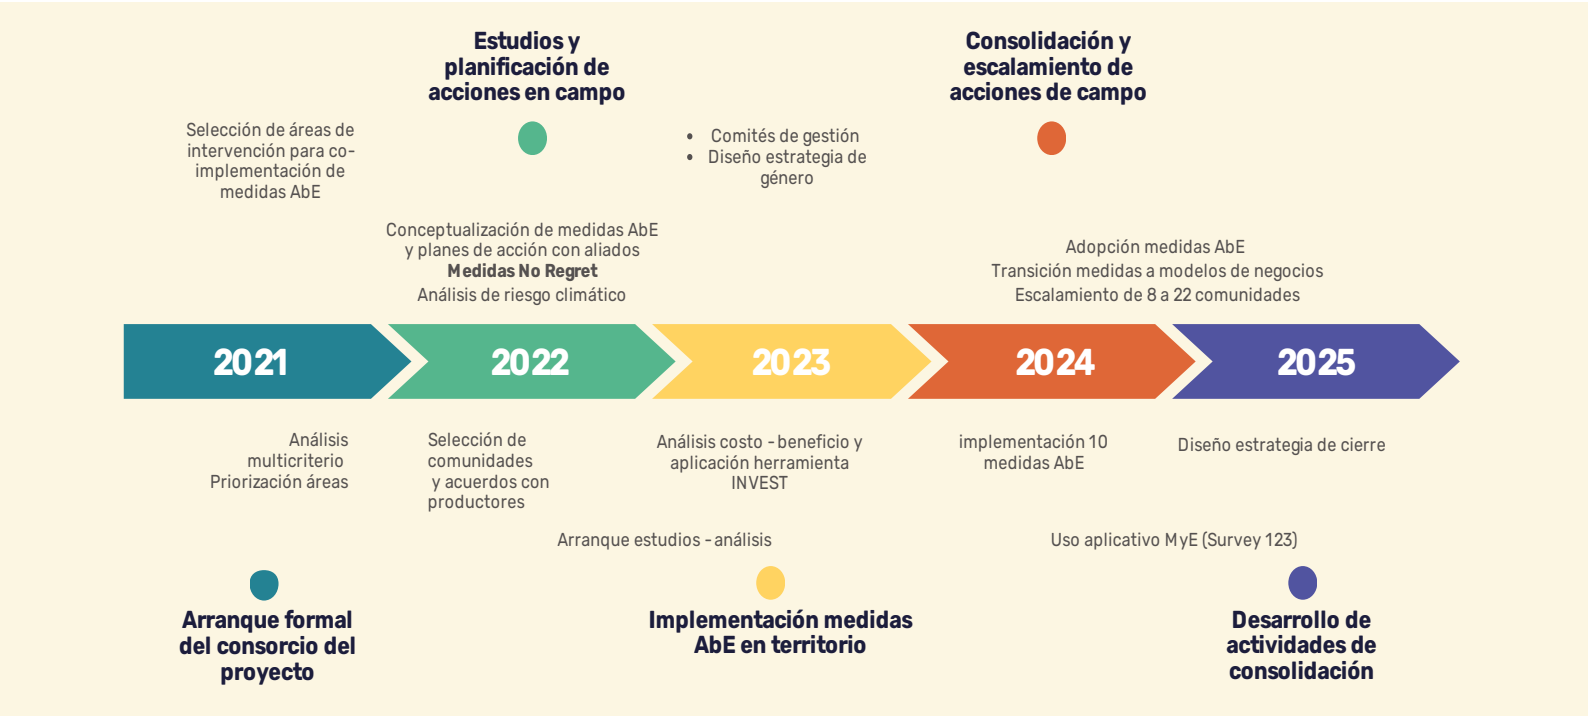 Estudios y
planificación de
acciones en campo
Consolidación y
escalamiento de
acciones de campo
Selección de áreas de
intervención para co-
implementación de
medidas AbE
• Comités de gestión
• Diseño estrategia de
género
Conceptualización de medidas AbE
y planes de acción con aliados
Medidas No Regret
Análisis de riesgo climático
Adopción medidas AbE
Transición medidas a modelos de negocios
Escalamiento de 8 a 22 comunidades
2021
2022
2023
2024
2025
Análisis
multicriterio
Priorización áreas
Selección de
comunidades
y acuerdos con
productores
Análisis costo - beneficio y
aplicación herramienta
INVEST
implementación 10
medidas AbE
Diseño estrategia de cierre
Arranque estudios - análisis
Uso aplicativo MyE (Survey 123)
Arranque formal
del consorcio del
proyecto
Implementación medidas
AbE en territorio
Desarrollo de
actividades de
consolidación